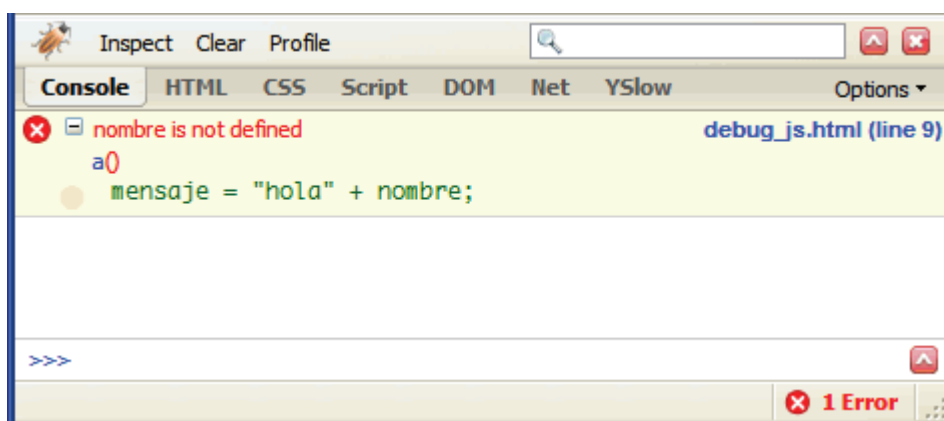 Inspect Clear Profile
Console HTML CSS Script DOM Net YSlow Options
nombre is not defined debug_js.html (line 9)
a()
mensaje = "hola" + nombre;
>>>
1 Error